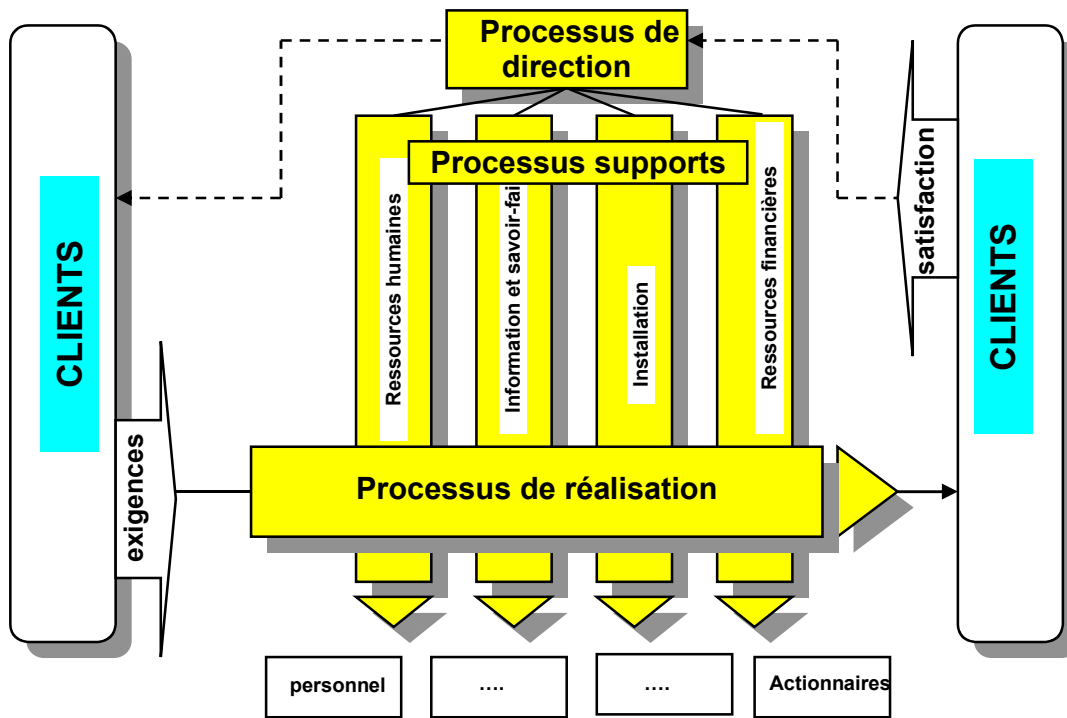 Processus de
direction
Processus supports
CLIENTS
exigences
Ressources humaines
Information et savoir-fai
Installation
Ressources financières
satisfaction
CLIENTS
Processus de réalisation
personnel
....
....
Actionnaires